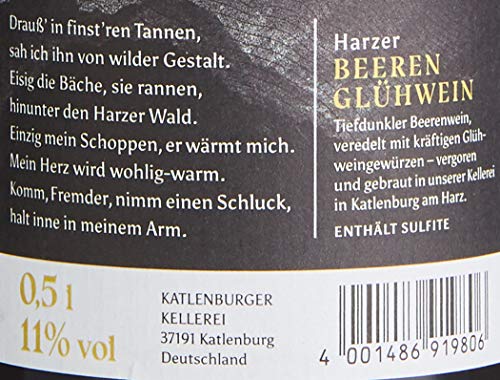 Drauß' in finst'ren Tannen,
sah ich ihn von wilder Gestalt.
Eisig die Bäche, sie rannen,
hinunter den Harzer Wald.
Einzig mein Schoppen, er wärmt mich.
Mein Herz wird wohlig-warm.
Komm, Fremder, nimm einen Schluck,
halt inne in meinem Arm.
Harzer
BEEREN
GLÜHWEIN
Tiefdunkler Beerenwein,
veredelt mit kräftigen Glüh-
weingewürzen – vergoren
und gebraut in unserer Kellerei
in Katlenburg am Harz.
ENTHÄLT SULFITE
0,5 l
11% vol
KATLENBURGER
KELLEREI
37191 Katlenburg
Deutschland
4 001486 919806